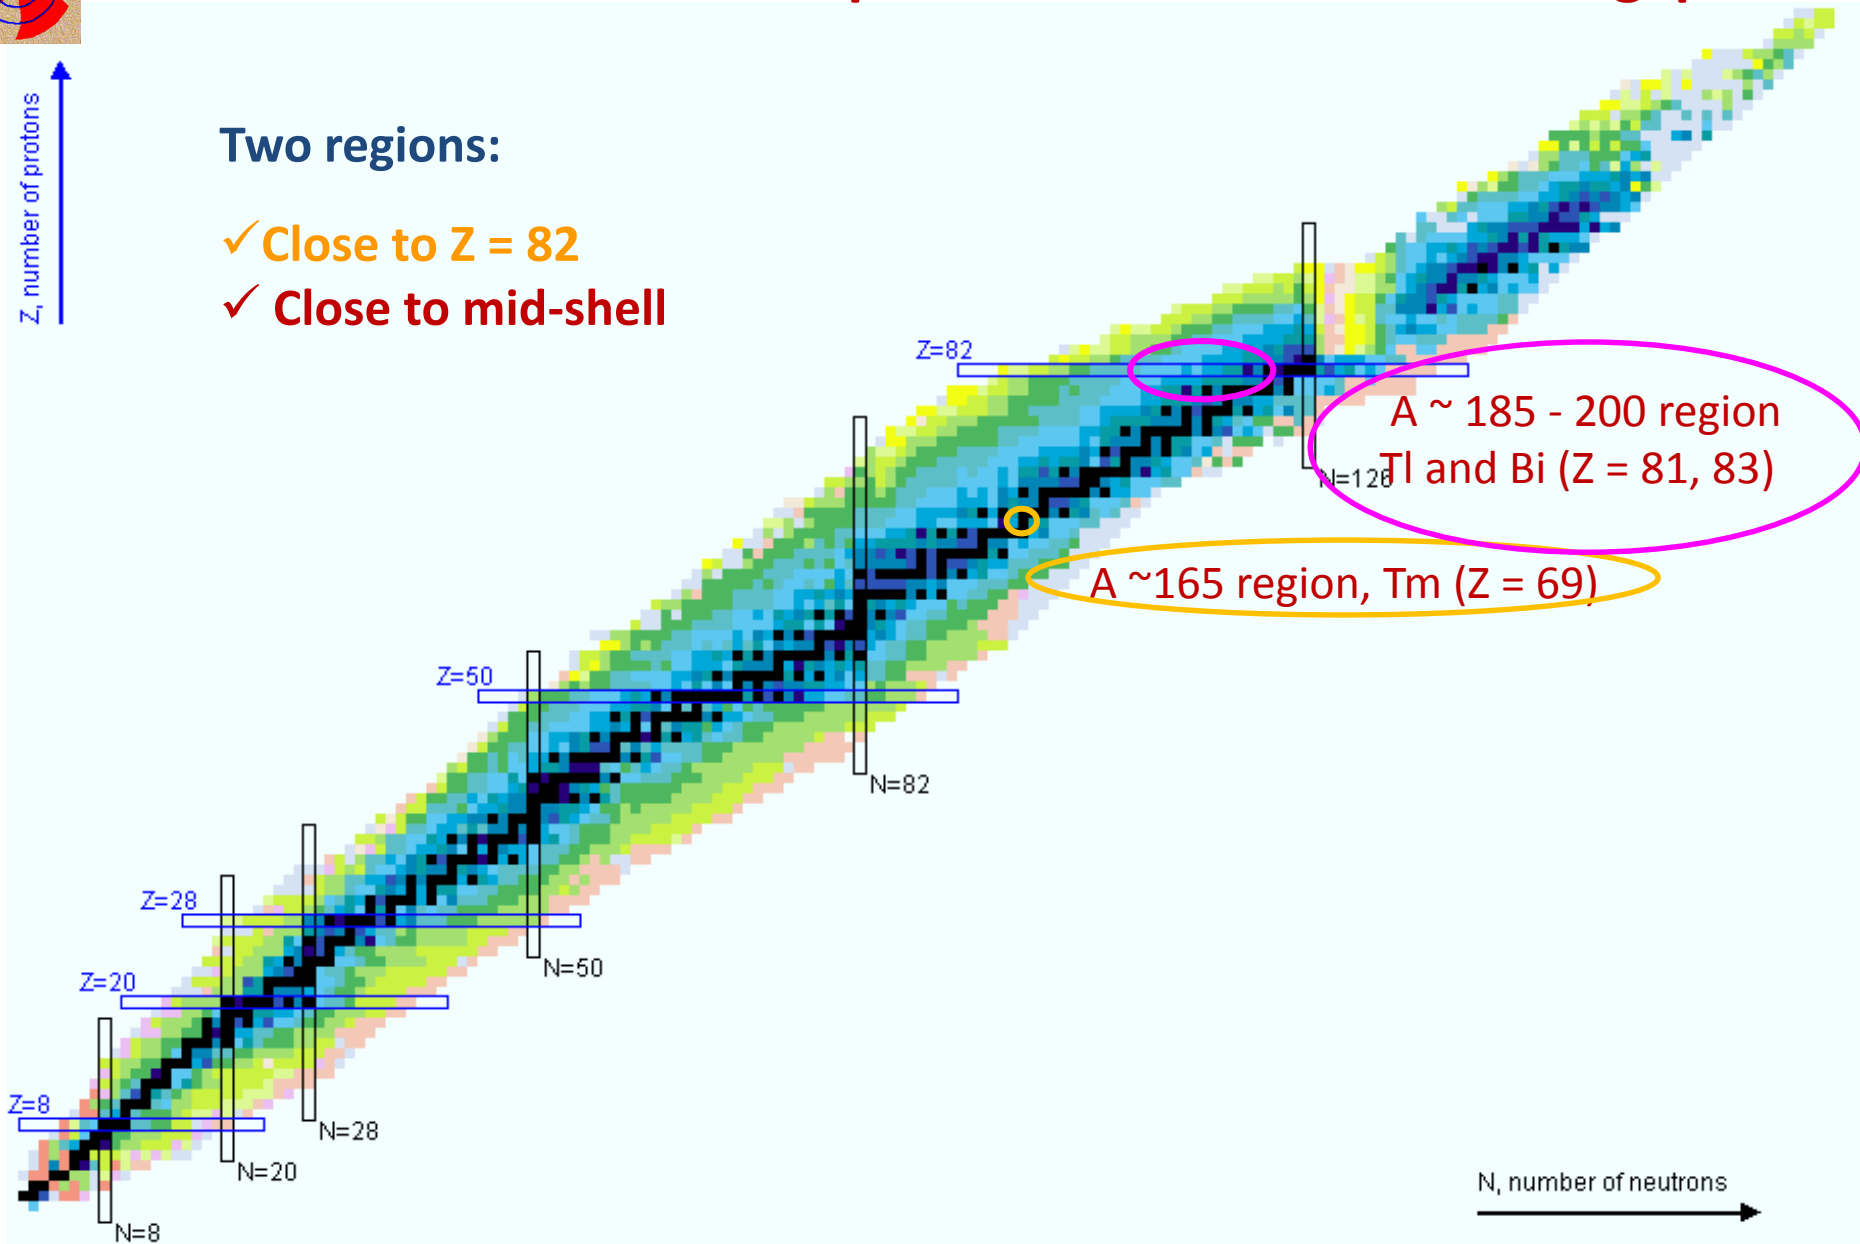 Z, number of protons
Two regions:
✓Close to Z = 82
✓ Close to mid-shell
Z=82
A ~ 185 - 200 region
Tl and Bi (Z = 81, 83)
N=126
A ~165 region, Tm (Z = 69)
Z=50
N=82
Z=28
N=50
Z=20
Z=8
N=28
N=20
N, number of neutrons
N=8